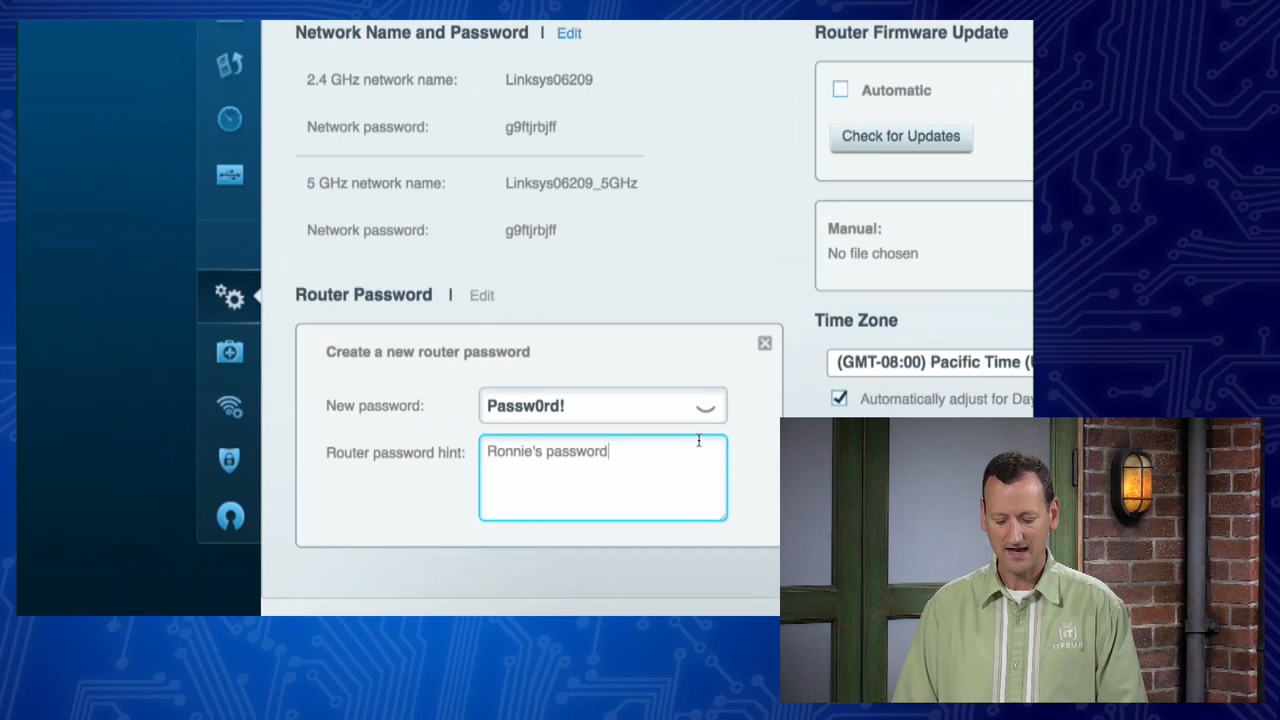 Network Name and Password | Edit
2.4 GHz network name: Linksys06209
Network password: g9ftjrbjff
5 GHz network name: Linksys06209_5GHz
Network password: g9ftjrbjff
Router Password | Edit
Create a new router password
New password: Passw0rd!
Router password hint: Ronnie's password
Router Firmware Update
Automatic
Check for Updates
Manual:
No file chosen
Time Zone
(GMT-08:00) Pacific Time (
Automatically adjust for Da
ITPRO